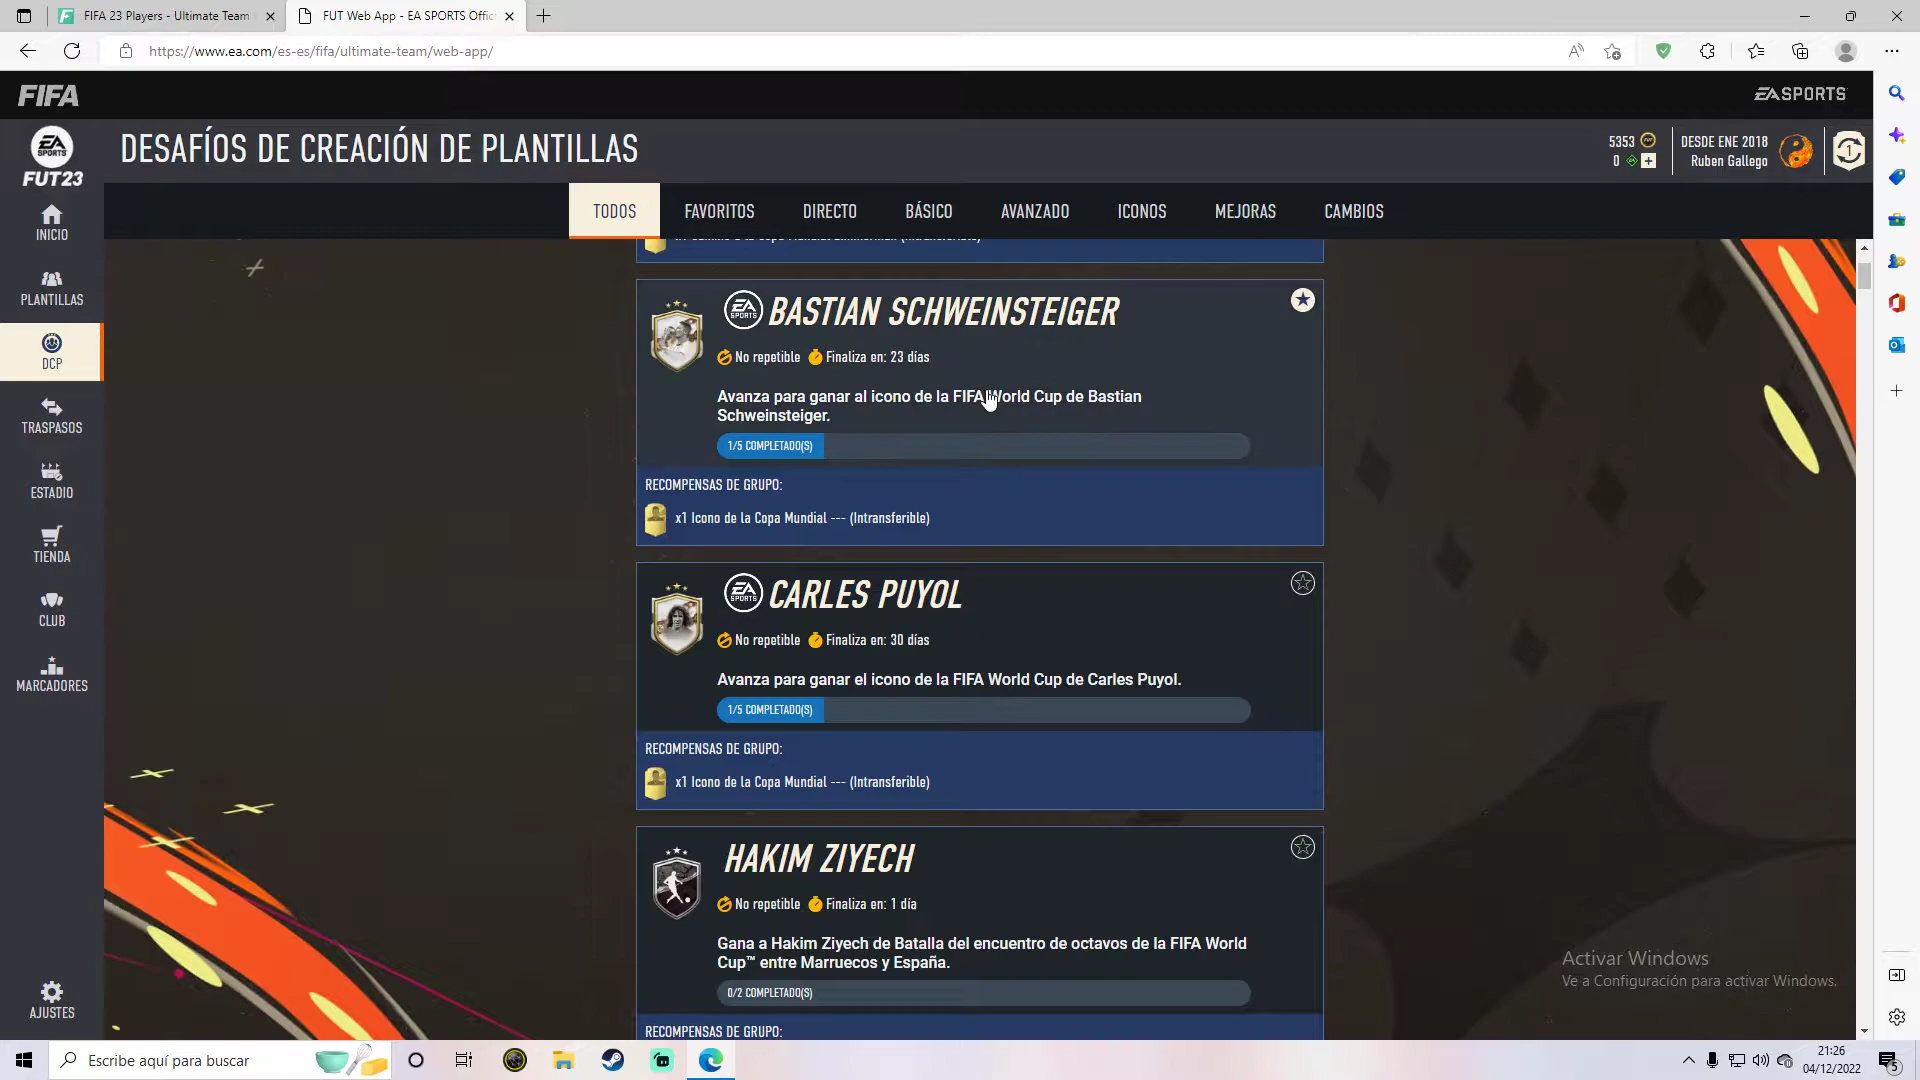 FIFA 23 Players - Ultimate Team
FUT Web App - EA SPORTS Offic
https://www.ea.com/es-es/fifa/ultimate-team/web-app/
FIFA
EA SPORTS
EA SPORTS
FUT23
DESAFÍOS DE CREACIÓN DE PLANTILLAS
5353
0
DESDE ENE 2018
Ruben Gallego
1
TODOS
FAVORITOS
DIRECTO
BÁSICO
AVANZADO
ICONOS
MEJORAS
CAMBIOS
INICIO
PLANTILLAS
DCP
TRASPASOS
ESTADIO
TIENDA
CLUB
MARCADORES
AJUSTES
EA SPORTS
BASTIAN SCHWEINSTEIGER
No repetible
Finaliza en: 23 días
Avanza para ganar al icono de la FIFA World Cup de Bastian
Schweinsteiger.
1/5 COMPLETADO(S)
RECOMPENSAS DE GRUPO:
x1 Icono de la Copa Mundial --- (Intransferible)
EA SPORTS
CARLES PUYOL
No repetible
Finaliza en: 30 días
Avanza para ganar el icono de la FIFA World Cup de Carles Puyol.
1/5 COMPLETADO(S)
RECOMPENSAS DE GRUPO:
x1 Icono de la Copa Mundial --- (Intransferible)
HAKIM ZIYECH
No repetible
Finaliza en: 1 día
Gana a Hakim Ziyech de Batalla del encuentro de octavos de la FIFA World
Cup™ entre Marruecos y España.
0/2 COMPLETADO(S)
RECOMPENSAS DE GRUPO:
Activar Windows
Ve a Configuración para activar Windows.
Escribe aquí para buscar
21:26
04/12/2022
5